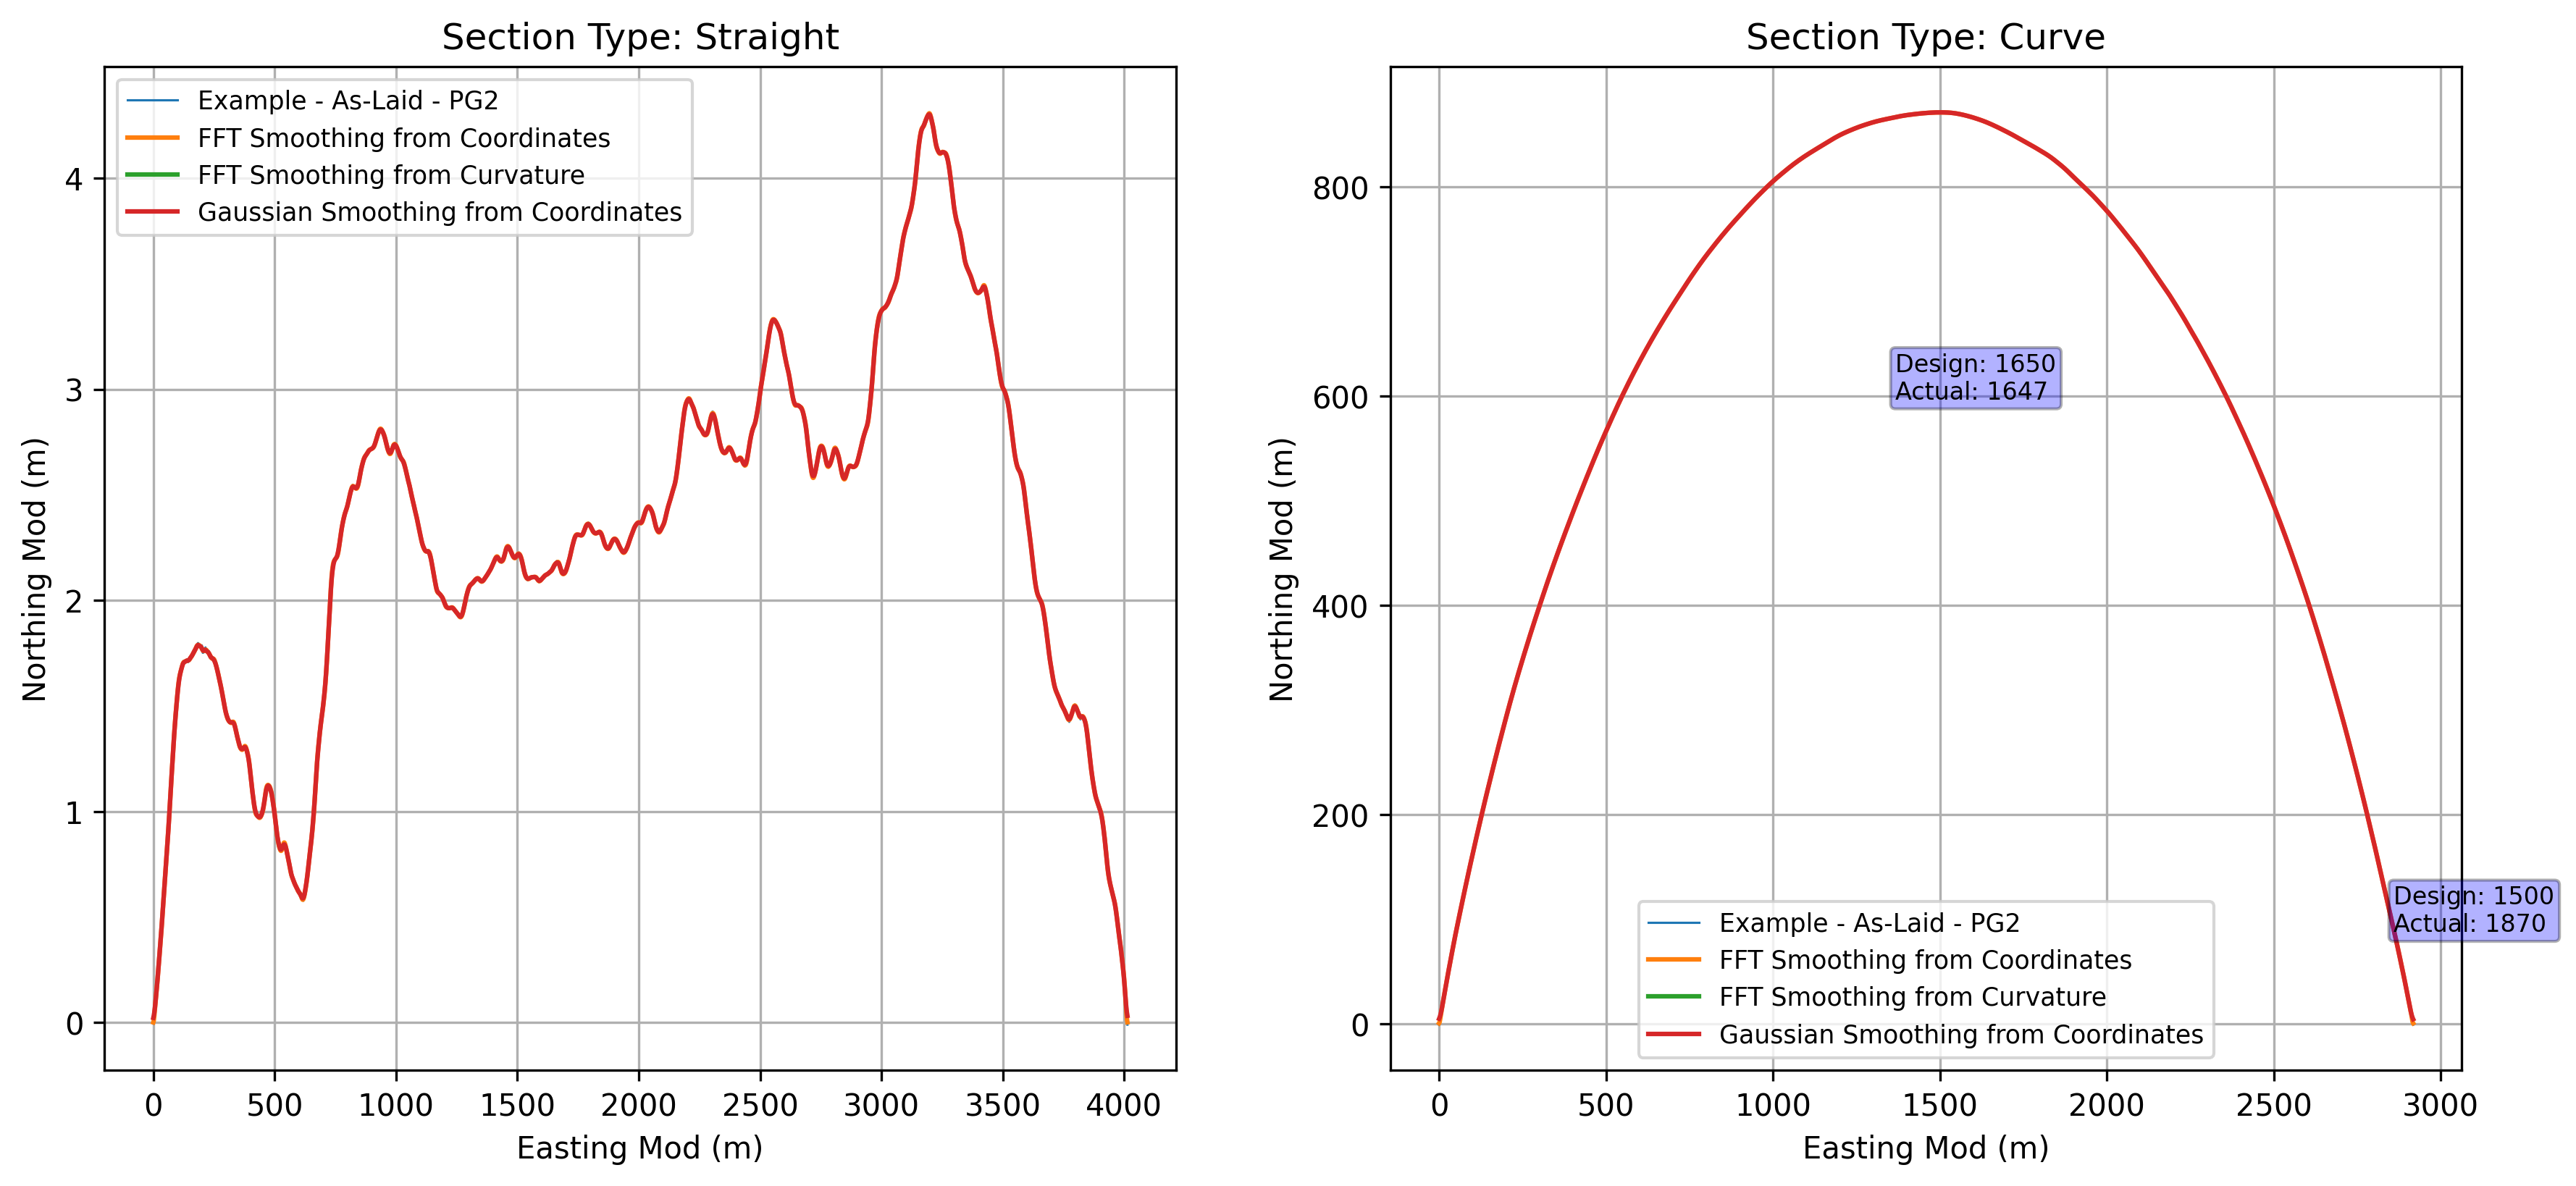 Section Type: Straight
Example - As-Laid - PG2
FFT Smoothing from Coordinates
FFT Smoothing from Curvature
Gaussian Smoothing from Coordinates
4
3
2
1
0
Northing Mod (m)
0 500 1000 1500 2000 2500 3000 3500 4000
Easting Mod (m)
Section Type: Curve
800
600
400
200
0
Northing Mod (m)
Design: 1650
Actual: 1647
Design: 1500
Actual: 1870
Example - As-Laid - PG2
FFT Smoothing from Coordinates
FFT Smoothing from Curvature
Gaussian Smoothing from Coordinates
0 500 1000 1500 2000 2500 3000
Easting Mod (m)